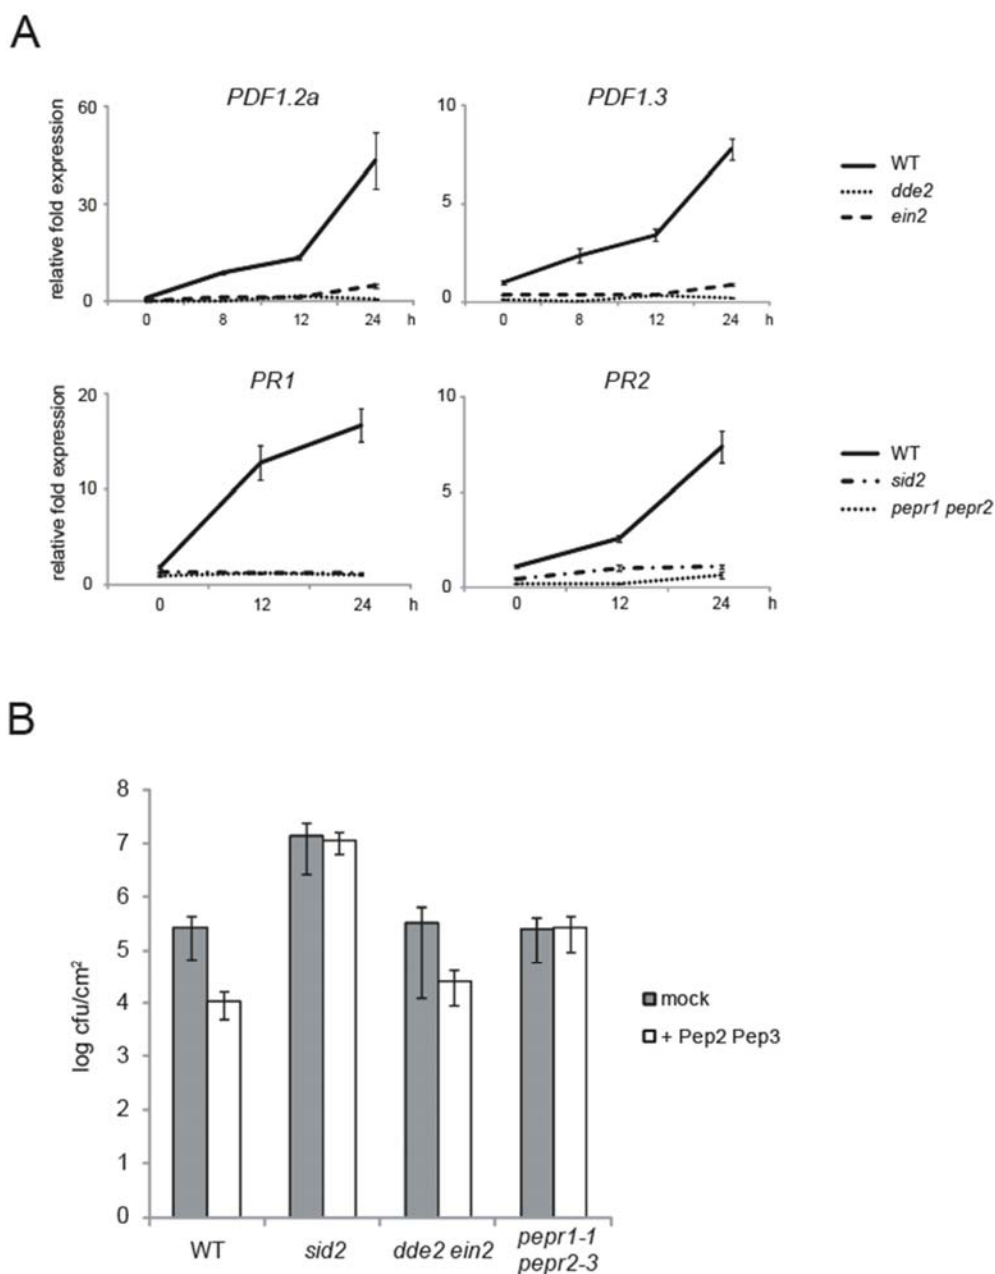 A
PDF1.2a
PDF1.3
relative fold expression
60
30
0
0 8 12 24 h
10
5
0
0 8 12 24 h
WT
dde2
ein2
PR1
PR2
relative fold expression
20
10
0
0 12 24 h
10
5
0
0 12 24 h
WT
sid2
pepr1 pepr2
B
log cfu/cm²
8
7
6
5
4
3
2
1
0
WT sid2 dde2 ein2 pepr1-1
pepr2-3
mock
+ Pep2 Pep3